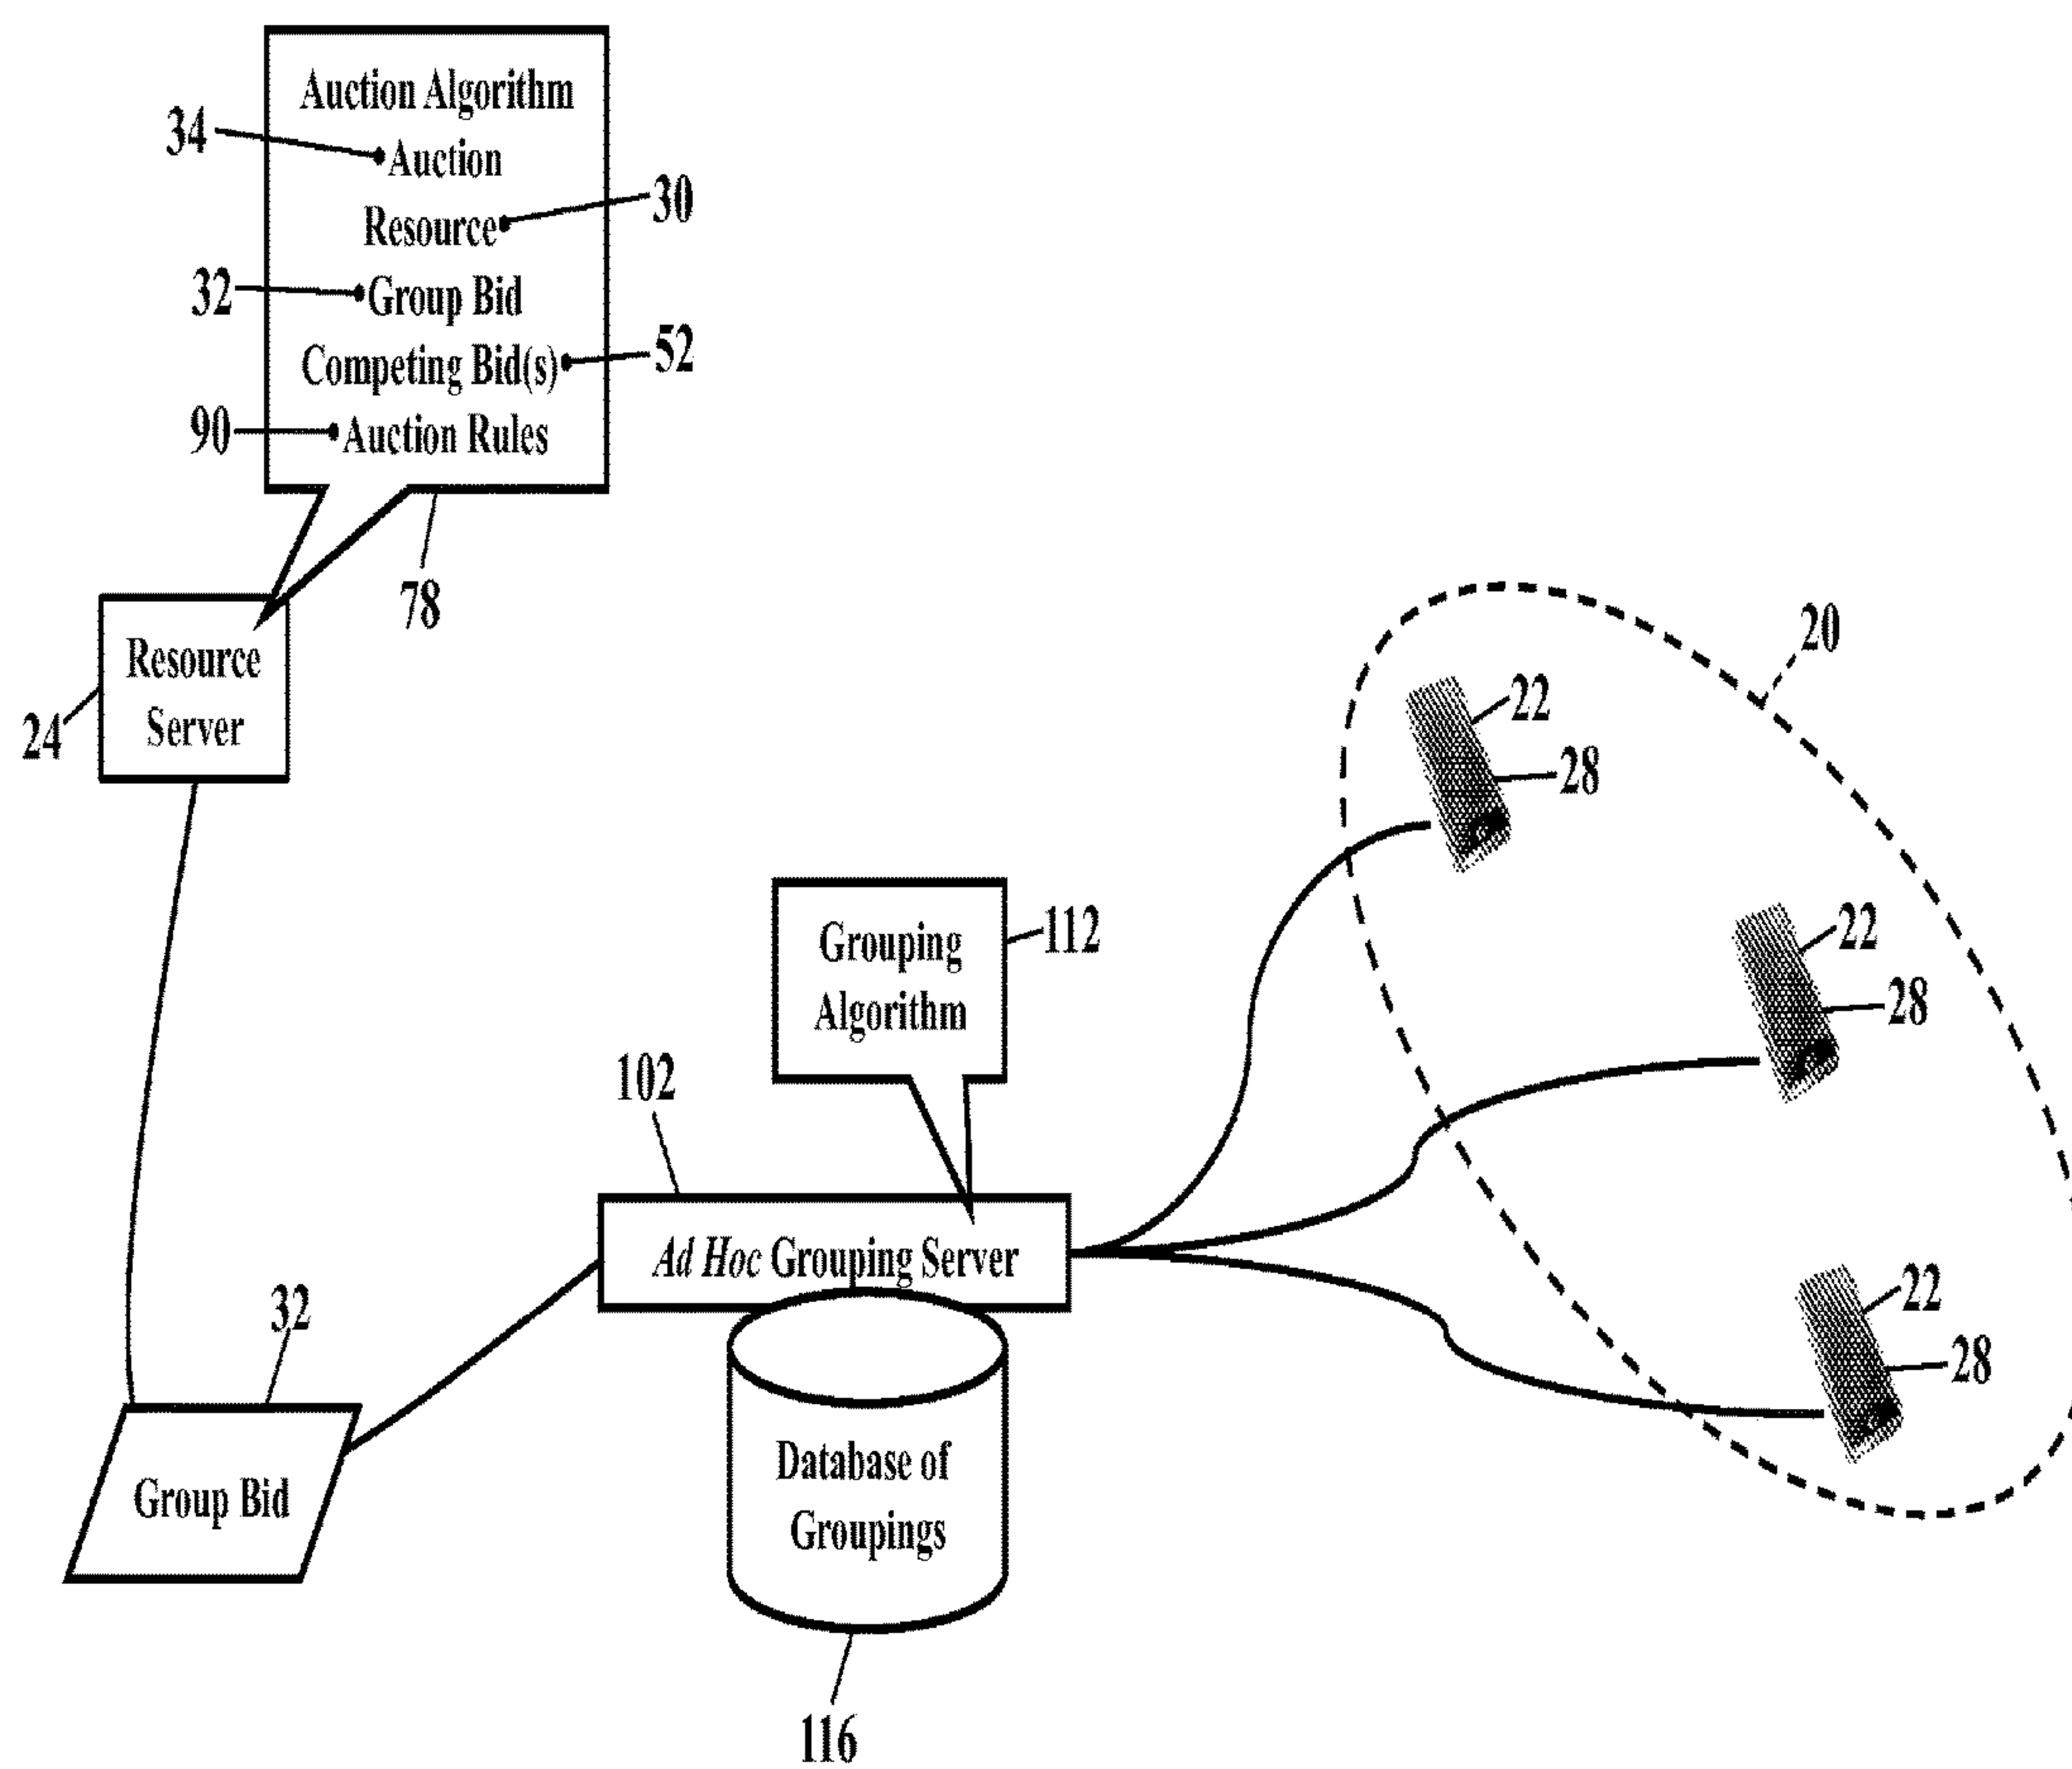 Auction Algorithm
34
Auction
Resource
30
32
Group Bid
Competing Bid(s)
52
90
Auction Rules
78
Resource
Server
24
20
22
28
22
28
Grouping
Algorithm
112
102
Ad Hoc Grouping Server
22
28
32
Group Bid
Database of
Groupings
116